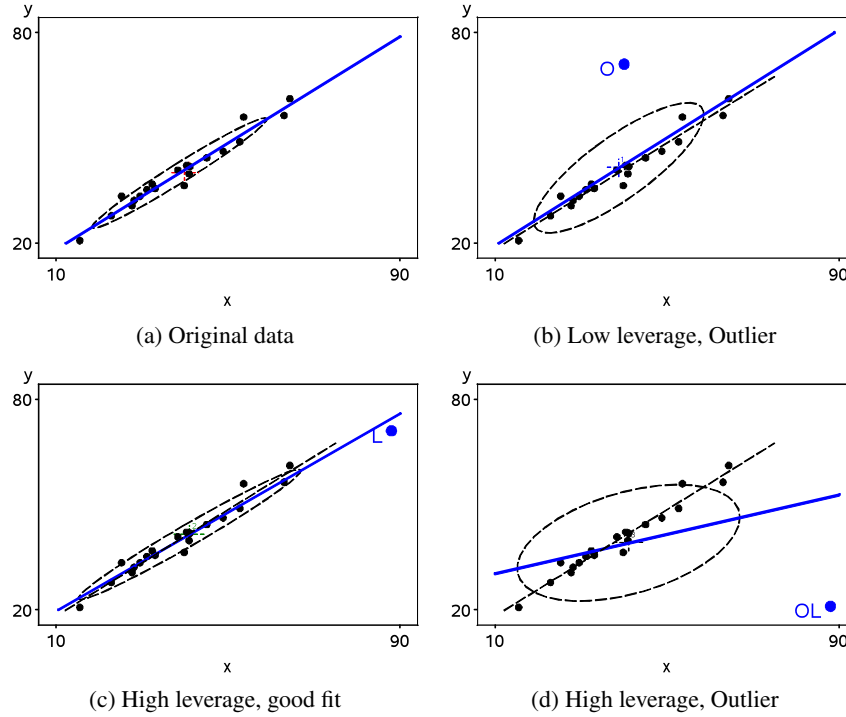 y
80
20
10
90
x
(a) Original data
y
80
O
20
10
90
x
(b) Low leverage, Outlier
y
80
L
20
10
90
x
(c) High leverage, good fit
y
80
20
OL
10
90
x
(d) High leverage, Outlier